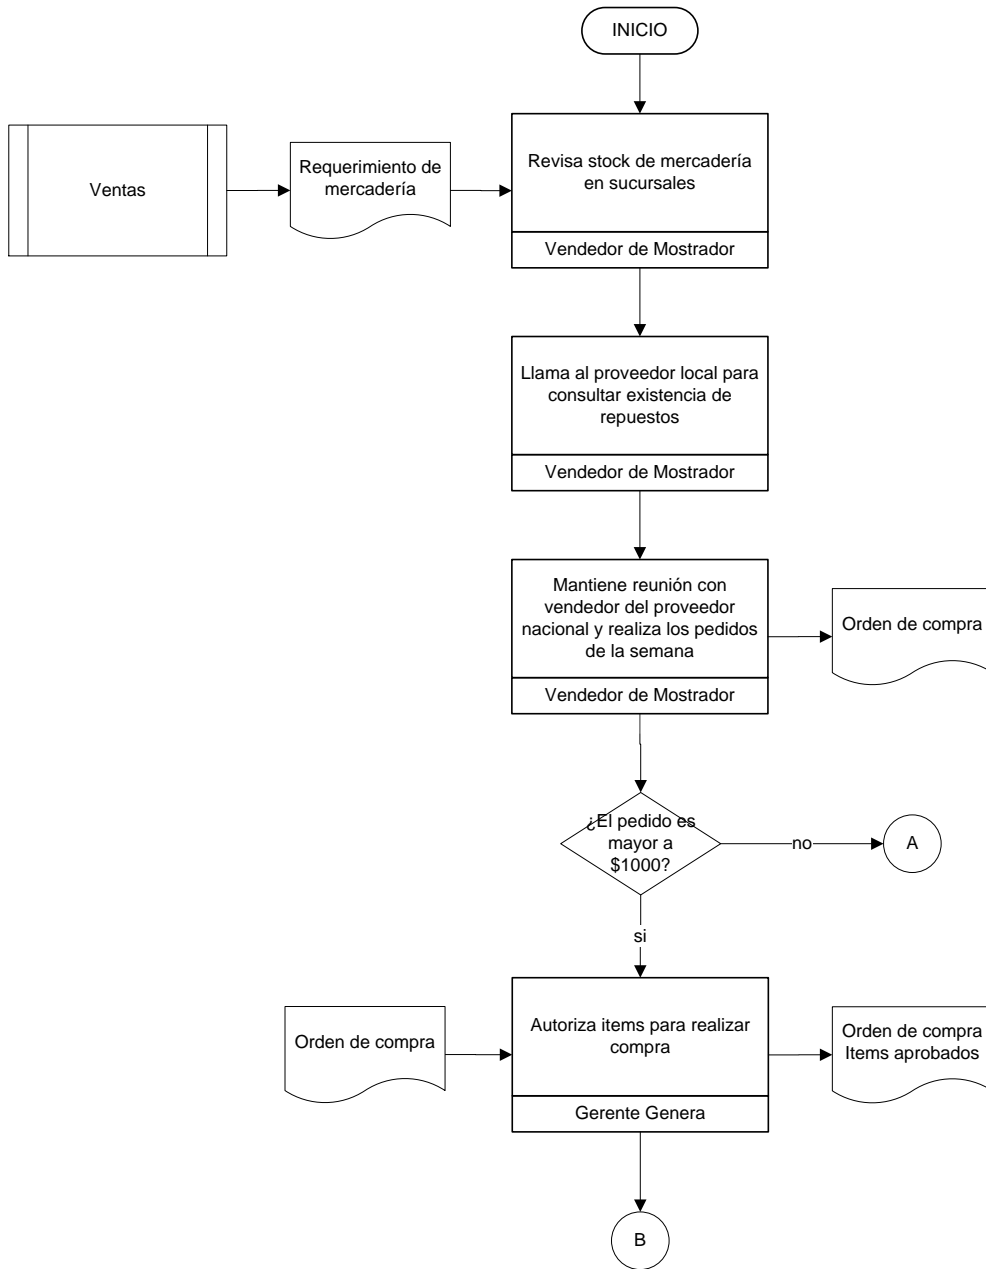 INICIO
Ventas
Requerimiento de
mercadería
Revisa stock de mercadería
en sucursales
Vendedor de Mostrador
Llama al proveedor local para
consultar existencia de
repuestos
Vendedor de Mostrador
Mantiene reunión con
vendedor del proveedor
nacional y realiza los pedidos
de la semana
Vendedor de Mostrador
Orden de compra
¿El pedido es
mayor a
$1000?
no
A
si
Orden de compra
Autoriza items para realizar
compra
Gerente Genera
Orden de compra
Items aprobados
B